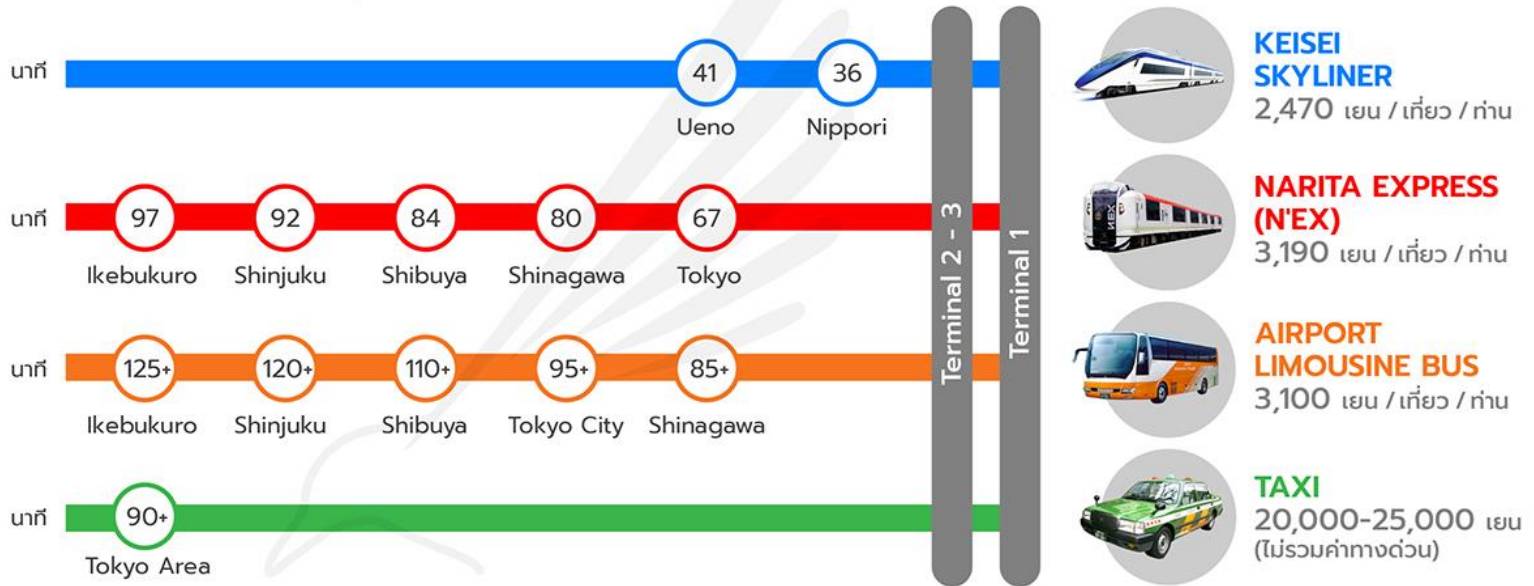 นาที
41
36
Ueno
Nippori
KEISEI
SKYLINER
2,470 เยน / เที่ยว / ท่าน
นาที
97
92
84
80
67
Ikebukuro
Shinjuku
Shibuya
Shinagawa
Tokyo
NARITA EXPRESS
(N'EX)
3,190 เยน / เที่ยว / ท่าน
นาที
125+
120+
110+
95+
85+
Ikebukuro
Shinjuku
Shibuya
Tokyo City
Shinagawa
AIRPORT
LIMOUSINE BUS
3,100 เยน / เที่ยว / ท่าน
นาที
90+
Tokyo Area
TAXI
20,000-25,000 เยน
(ไม่รวมค่าทางด่วน)
Terminal 2 - 3
Terminal 1
N'EX